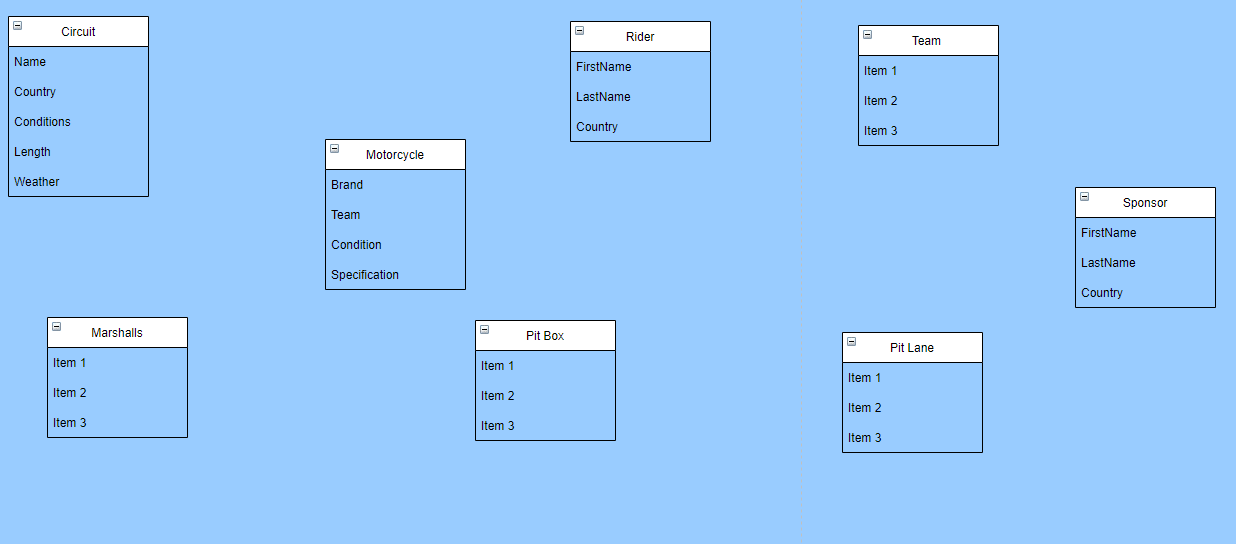 Circuit
Name
Country
Conditions
Length
Weather
Motorcycle
Brand
Team
Condition
Specification
Rider
FirstName
LastName
Country
Team
Item 1
Item 2
Item 3
Sponsor
FirstName
LastName
Country
Marshalls
Item 1
Item 2
Item 3
Pit Box
Item 1
Item 2
Item 3
Pit Lane
Item 1
Item 2
Item 3